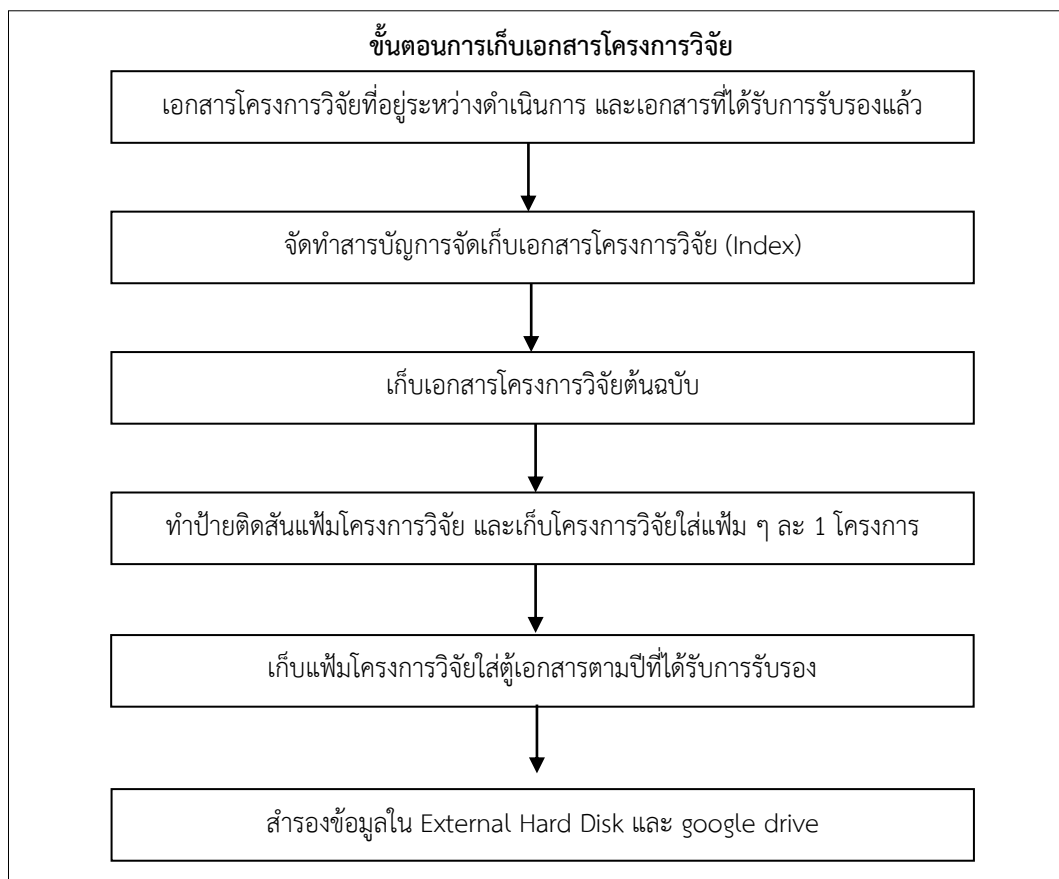 ขั้นตอนการเก็บเอกสารโครงการวิจัย
เอกสารโครงการวิจัยที่อยู่ระหว่างดำเนินการ และเอกสารที่ได้รับการรับรองแล้ว
จัดทำสารบัญการจัดเก็บเอกสารโครงการวิจัย (Index)
เก็บเอกสารโครงการวิจัยต้นฉบับ
ทำป้ายติดสันแฟ้มโครงการวิจัย และเก็บโครงการวิจัยใส่แฟ้ม ๆ ละ 1 โครงการ
เก็บแฟ้มโครงการวิจัยใส่ตู้เอกสารตามปีที่ได้รับการรับรอง
สำรองข้อมูลใน External Hard Disk และ google drive